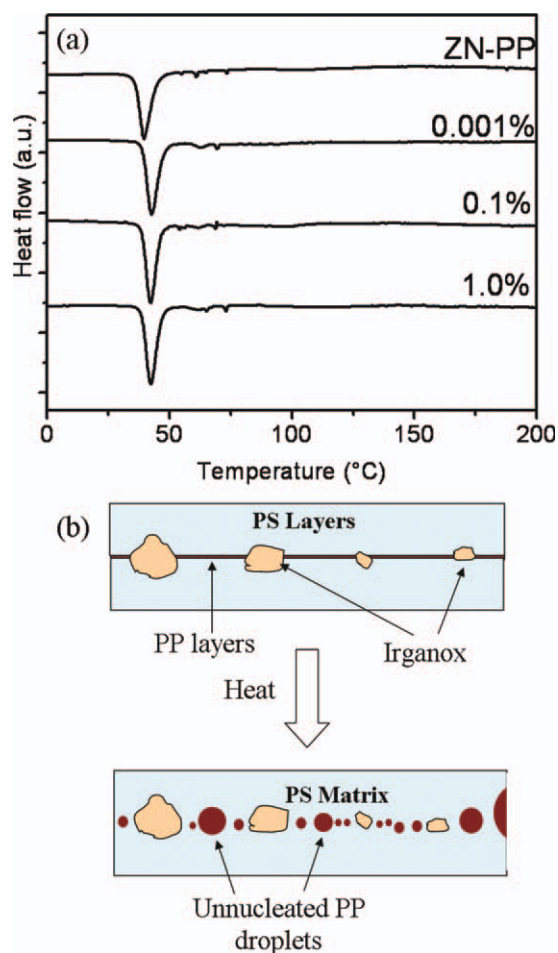 (a)
ZN-PP
0.001%
0.1%
1.0%
Heat flow (a.u.)
0 50 100 150 200
Temperature (°C)
(b)
PS Layers
PP layers
Irganox
Heat
PS Matrix
Unnucleated PP
droplets